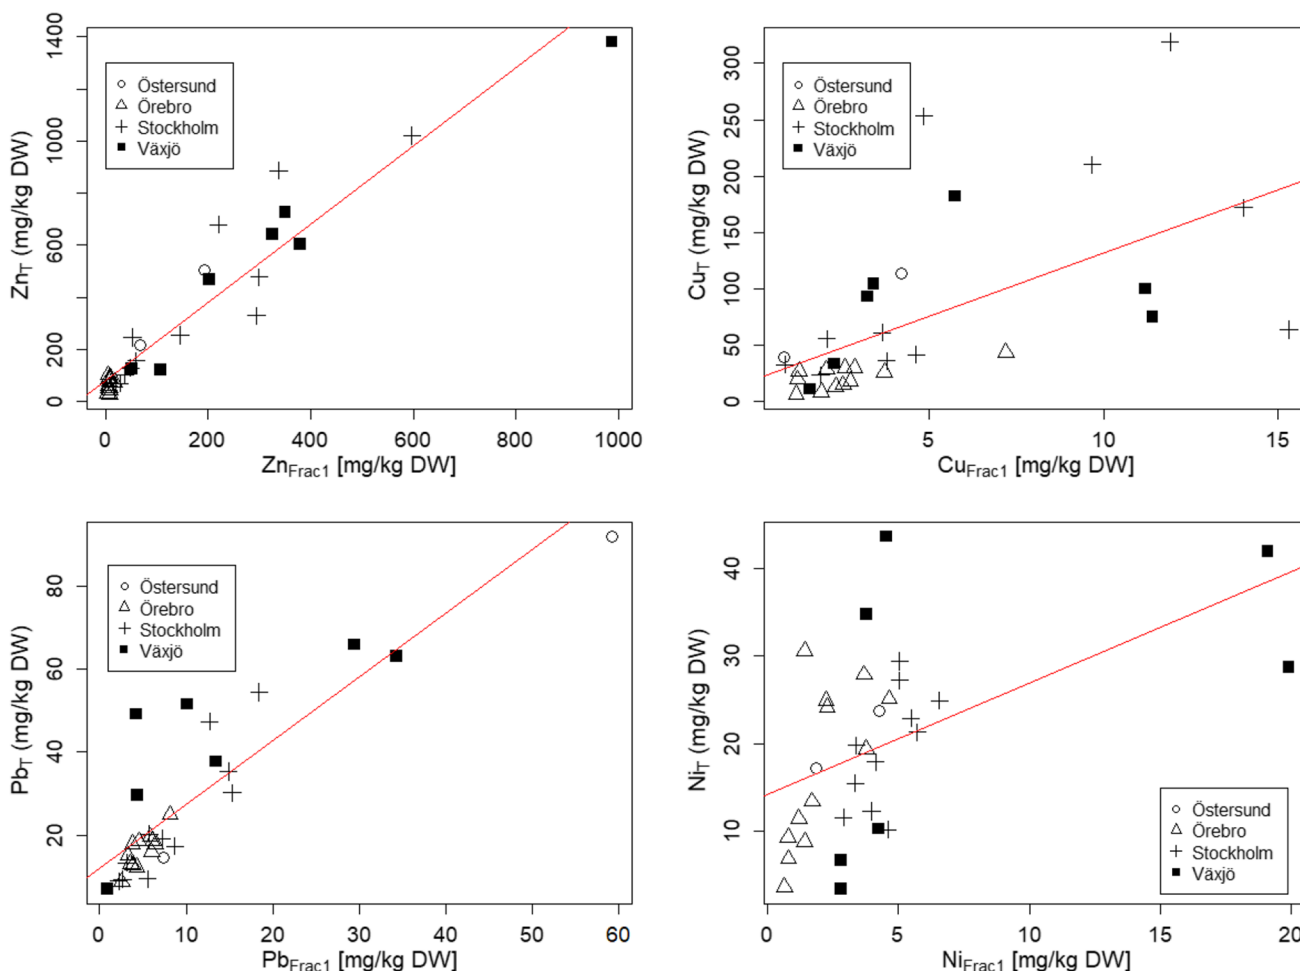 Zn_T (mg/kg DW)
1400
1000
600
200
0
Östersund
Örebro
Stockholm
Växjö
0 200 400 600 800 1000
Zn_Frac1 [mg/kg DW]
Cu_T (mg/kg DW)
300
250
200
150
100
50
0
Östersund
Örebro
Stockholm
Växjö
5 10 15
Cu_Frac1 [mg/kg DW]
Pb_T (mg/kg DW)
80
60
40
20
Östersund
Örebro
Stockholm
Växjö
0 10 20 30 40 50 60
Pb_Frac1 [mg/kg DW]
Ni_T (mg/kg DW)
40
30
20
10
Östersund
Örebro
Stockholm
Växjö
0 5 10 15 20
Ni_Frac1 [mg/kg DW]